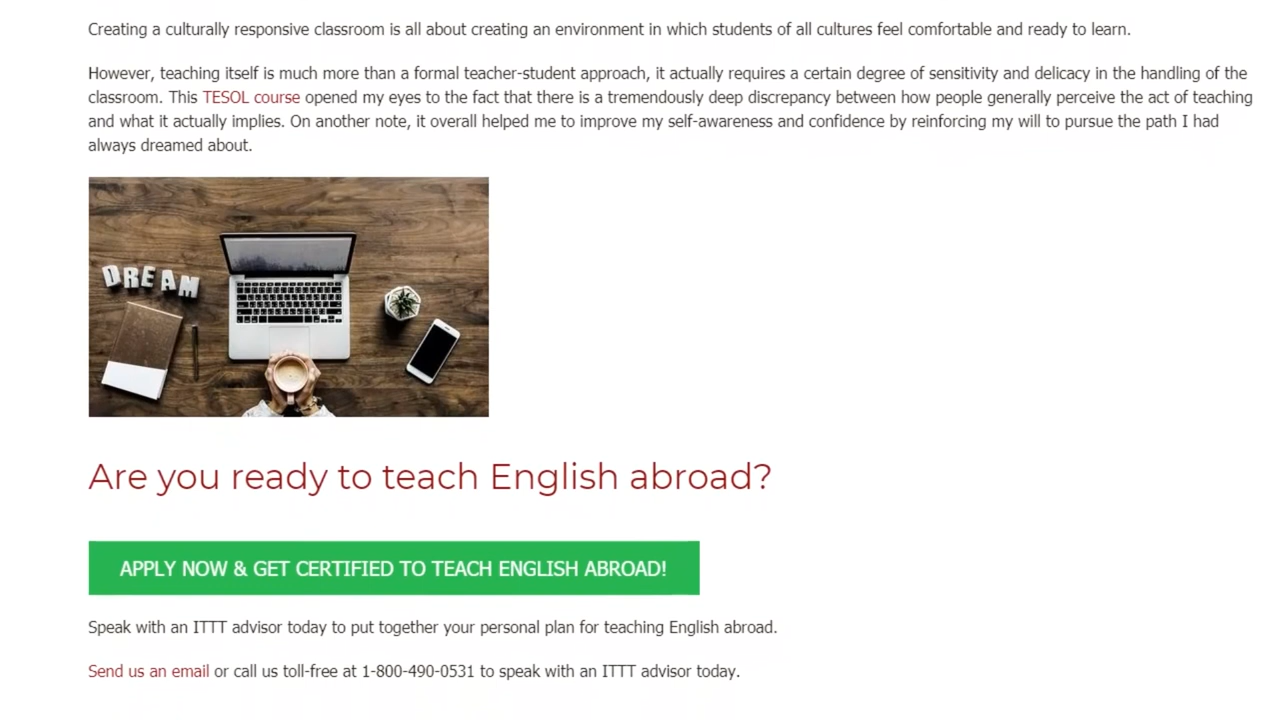 Creating a culturally responsive classroom is all about creating an environment in which students of all cultures feel comfortable and ready to learn.
However, teaching itself is much more than a formal teacher-student approach, it actually requires a certain degree of sensitivity and delicacy in the handling of the
classroom. This TESOL course opened my eyes to the fact that there is a tremendously deep discrepancy between how people generally perceive the act of teaching
and what it actually implies. On another note, it overall helped me to improve my self-awareness and confidence by reinforcing my will to pursue the path I had
always dreamed about.
DREAM
Are you ready to teach English abroad?
APPLY NOW & GET CERTIFIED TO TEACH ENGLISH ABROAD!
Speak with an ITTT advisor today to put together your personal plan for teaching English abroad.
Send us an email or call us toll-free at 1-800-490-0531 to speak with an ITTT advisor today.